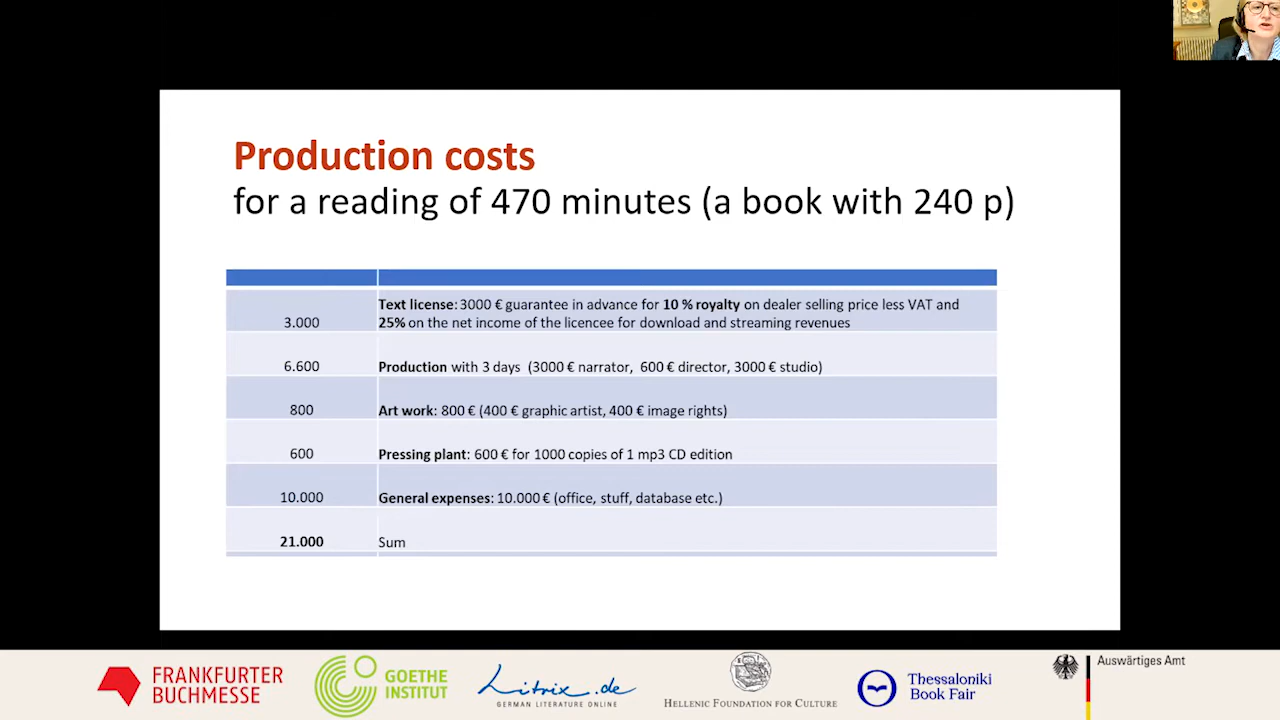 Production costs
for a reading of 470 minutes (a book with 240 p)
3.000
Text license: 3000 € guarantee in advance for 10 % royalty on dealer selling price less VAT and
25% on the net income of the licencee for download and streaming revenues
6.600
Production with 3 days (3000 € narrator, 600 € director, 3000 € studio)
800
Art work: 800 € (400 € graphic artist, 400 € image rights)
600
Pressing plant: 600 € for 1000 copies of 1 mp3 CD edition
10.000
General expenses: 10.000 € (office, stuff, database etc.)
21.000
Sum
FRANKFURTER
BUCHMESSE
GOETHE
INSTITUT
Litrix.de
GERMAN LITERATURE ONLINE
HELLENIC FOUNDATION FOR CULTURE
Thessaloniki
Book Fair
Auswärtiges Amt